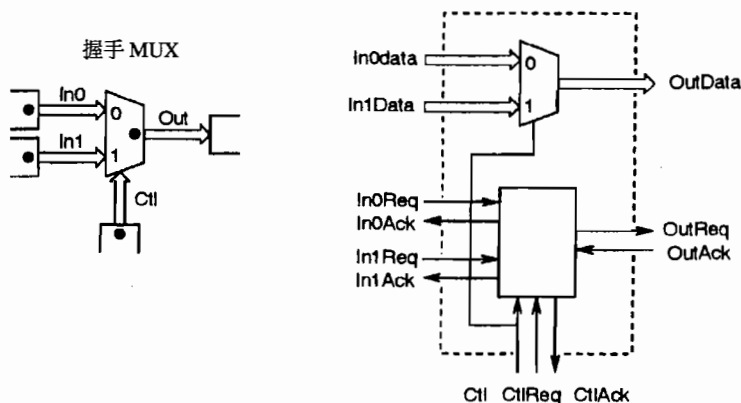 握手 MUX
In0
0
In1
1
Out
Ctl
In0data
0
In1Data
1
OutData
In0Req
In0Ack
In1Req
In1Ack
OutReq
OutAck
Ctl CtlReq CtlAck